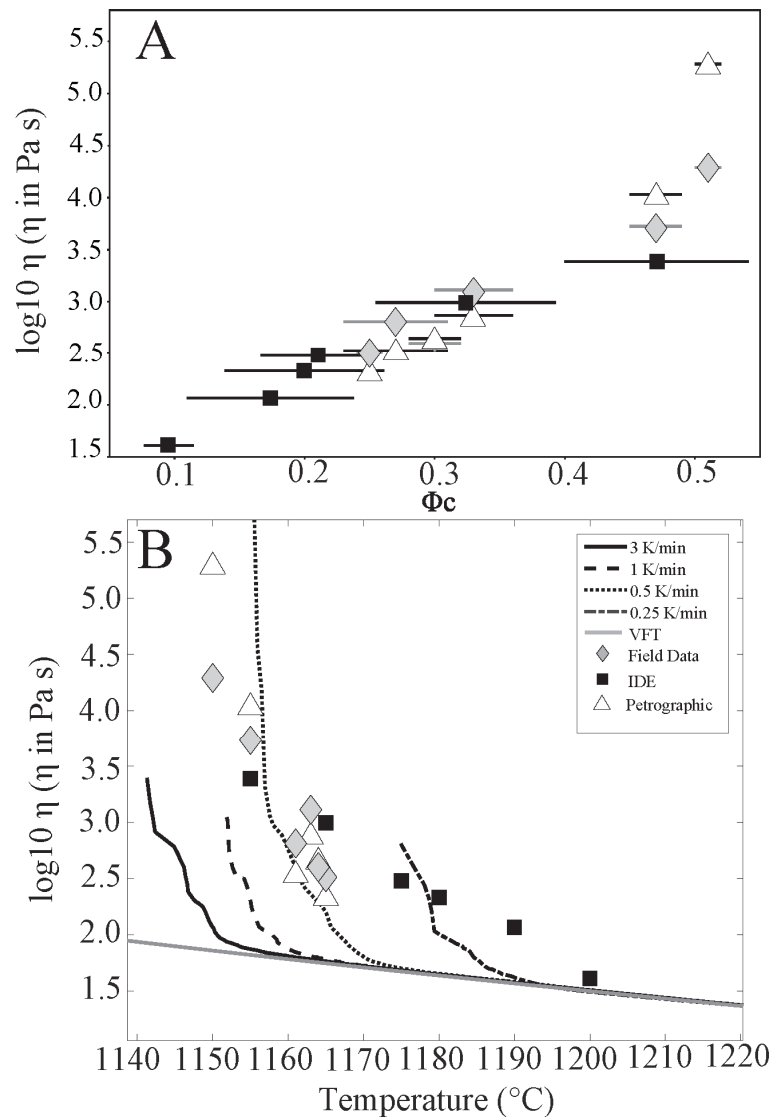 A
5.5
5.0
4.5
4.0
3.5
3.0
2.5
2.0
1.5
log10 η (η in Pa s)
0.1 0.2 0.3 0.4 0.5
Φc
B
5.5
5.0
4.5
4.0
3.5
3.0
2.5
2.0
1.5
log10 η (η in Pa s)
3 K/min
1 K/min
0.5 K/min
0.25 K/min
VFT
Field Data
IDE
Petrographic
1140 1150 1160 1170 1180 1190 1200 1210 1220
Temperature (°C)